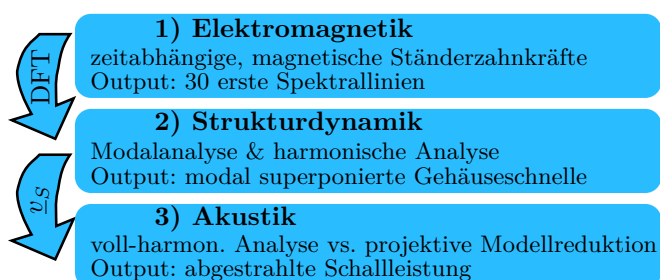 1) Elektromagnetik
zeitabhängige, magnetische Ständerzahnkräfte
Output: 30 erste Spektrallinien
DFT
2) Strukturdynamik
Modalanalyse & harmonische Analyse
Output: modal superponierte Gehäuseschnelle
v_S
3) Akustik
voll-harmon. Analyse vs. projektive Modellreduktion
Output: abgestrahlte Schallleistung